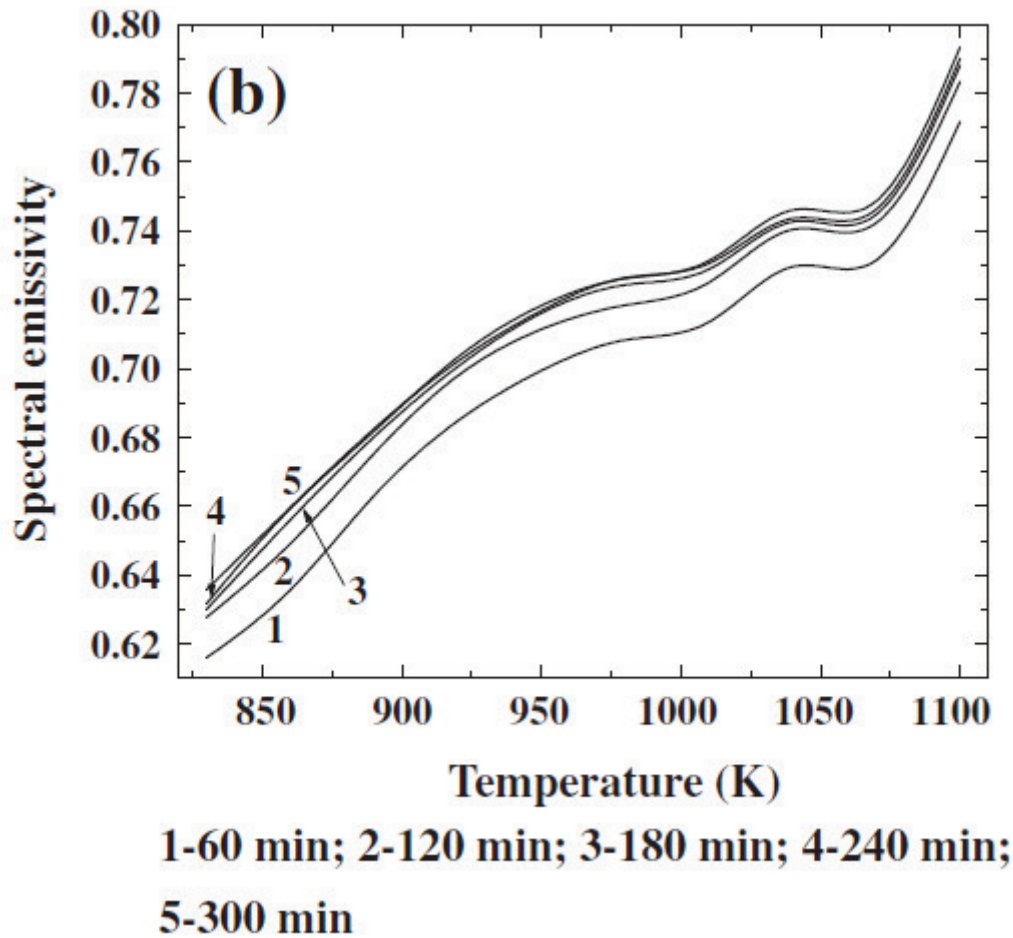 (b)
Spectral emissivity
0.80
0.78
0.76
0.74
0.72
0.70
0.68
0.66
0.64
0.62
5
4
2
3
1
850 900 950 1000 1050 1100
Temperature (K)
1-60 min; 2-120 min; 3-180 min; 4-240 min;
5-300 min